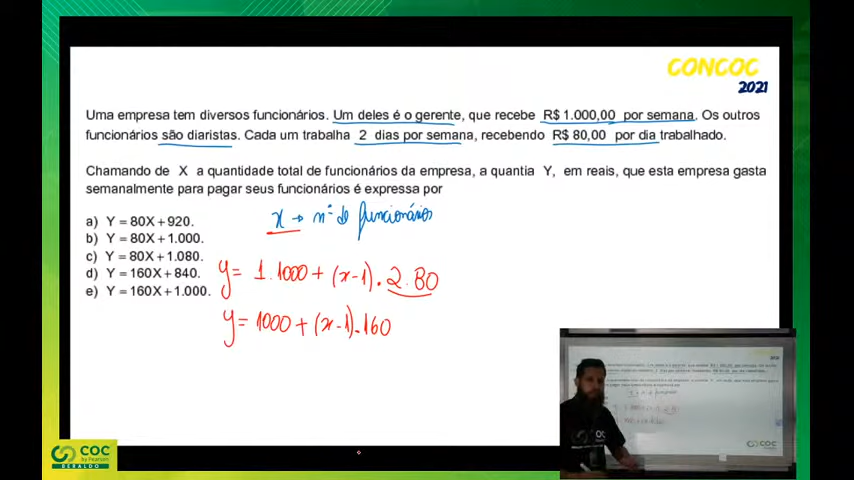 CONCOC
2021
Uma empresa tem diversos funcionários. Um deles é o gerente, que recebe R$ 1.000,00 por semana. Os outros
funcionários são diaristas. Cada um trabalha 2 dias por semana, recebendo R$ 80,00 por dia trabalhado.
Chamando de X a quantidade total de funcionários da empresa, a quantia Y, em reais, que esta empresa gasta
semanalmente para pagar seus funcionários é expressa por
a) Y = 80X + 920.
b) Y = 80X + 1.000.
c) Y = 80X + 1.080.
d) Y = 160X + 840.
e) Y = 160X + 1.000.
x → nº de funcionários
y = 1.1000 + (x-1) . 2.80
y = 1000 + (x-1) . 160
COC
by Pearson
BERALDO
COC